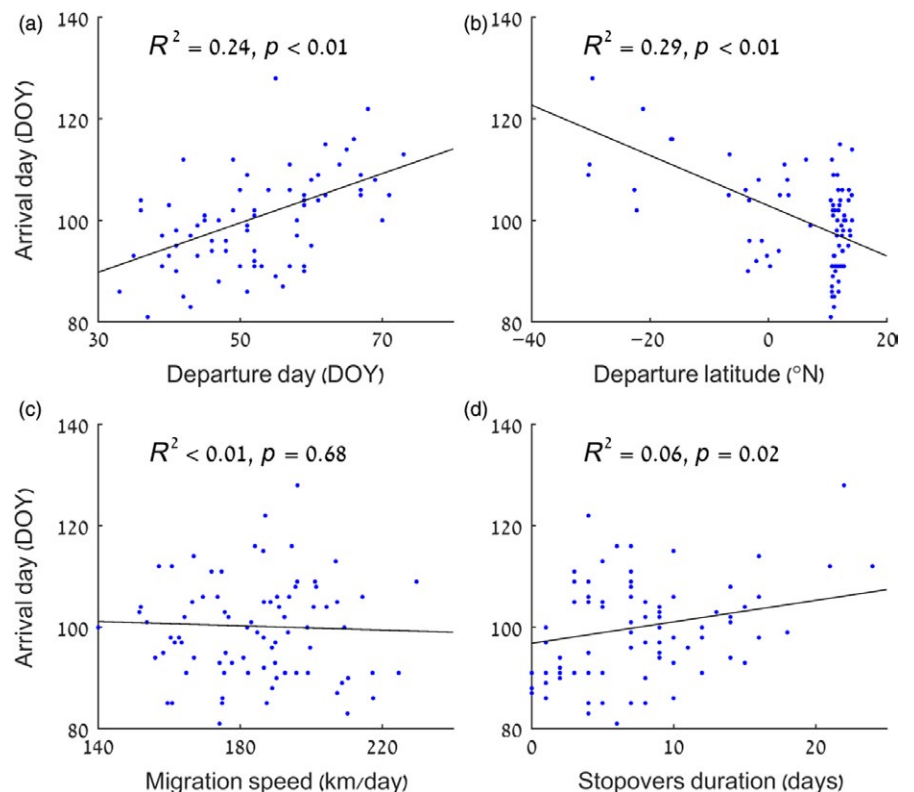 (a)
R² = 0.24, p < 0.01
140
120
100
80
Arrival day (DOY)
30 50 70
Departure day (DOY)
(b)
R² = 0.29, p < 0.01
140
120
100
80
−40 −20 0 20
Departure latitude (°N)
(c)
R² < 0.01, p = 0.68
140
120
100
80
Arrival day (DOY)
140 180 220
Migration speed (km/day)
(d)
R² = 0.06, p = 0.02
140
120
100
80
0 10 20
Stopovers duration (days)